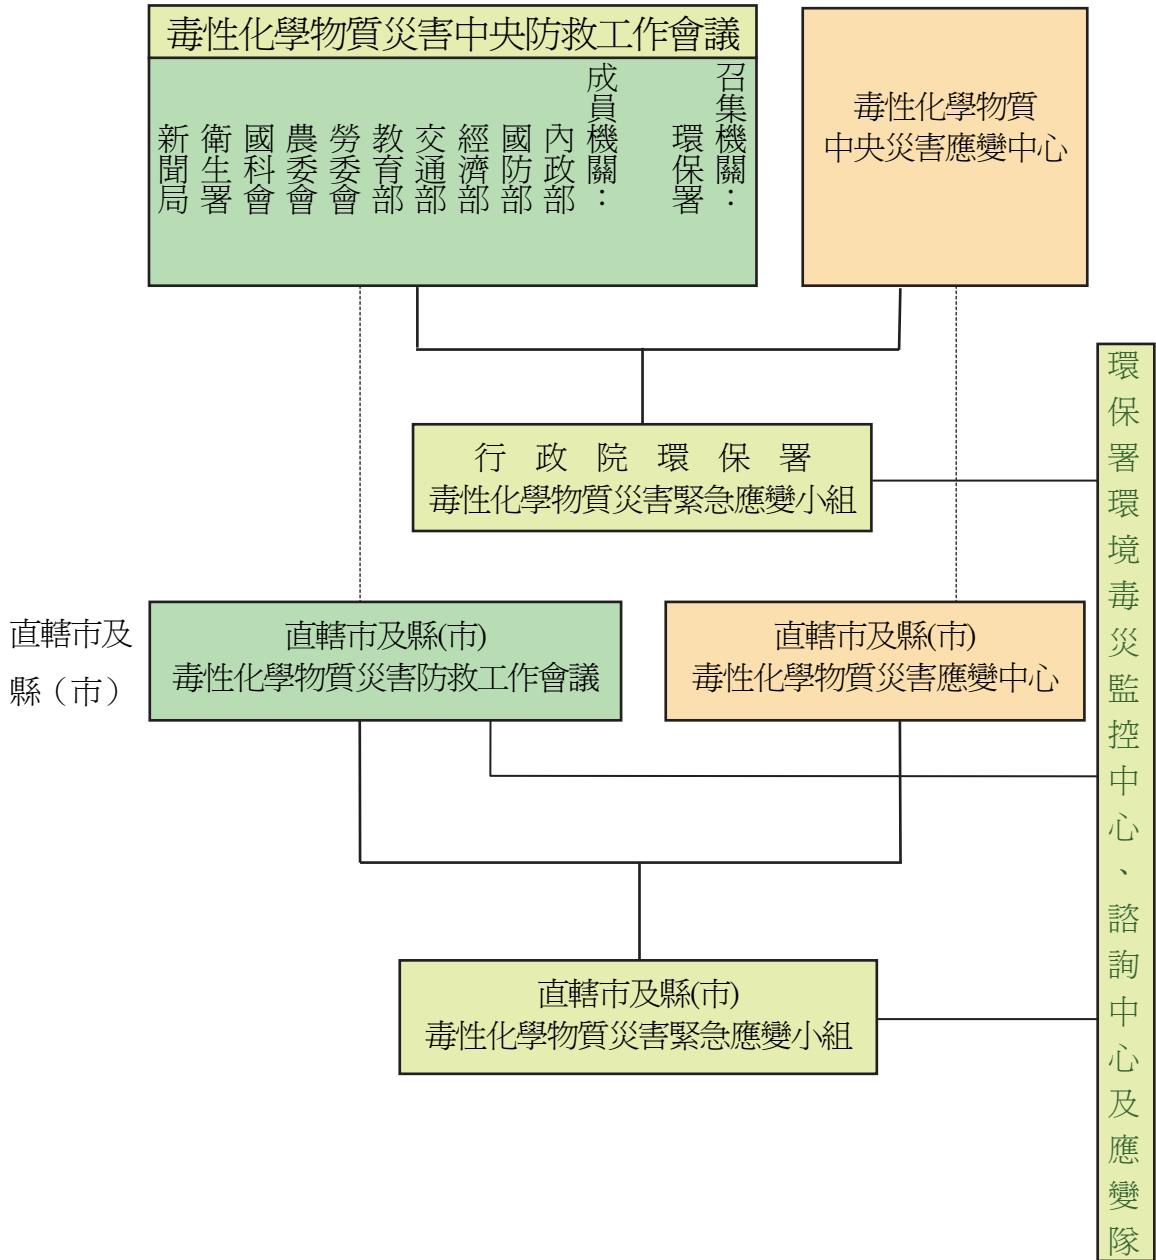 毒性化學物質災害中央防救工作會議
召集機關：
環保署
成員機關：
內政部
國防部
經濟部
交通部
教育部
勞委會
農委會
國科會
衛生署
新聞局
毒性化學物質
中央災害應變中心
行政院環保署
毒性化學物質災害緊急應變小組
環保署環境毒災監控中心、諮詢中心及應變隊
直轄市及
縣（市）
直轄市及縣(市)
毒性化學物質災害防救工作會議
直轄市及縣(市)
毒性化學物質災害應變中心
直轄市及縣(市)
毒性化學物質災害緊急應變小組